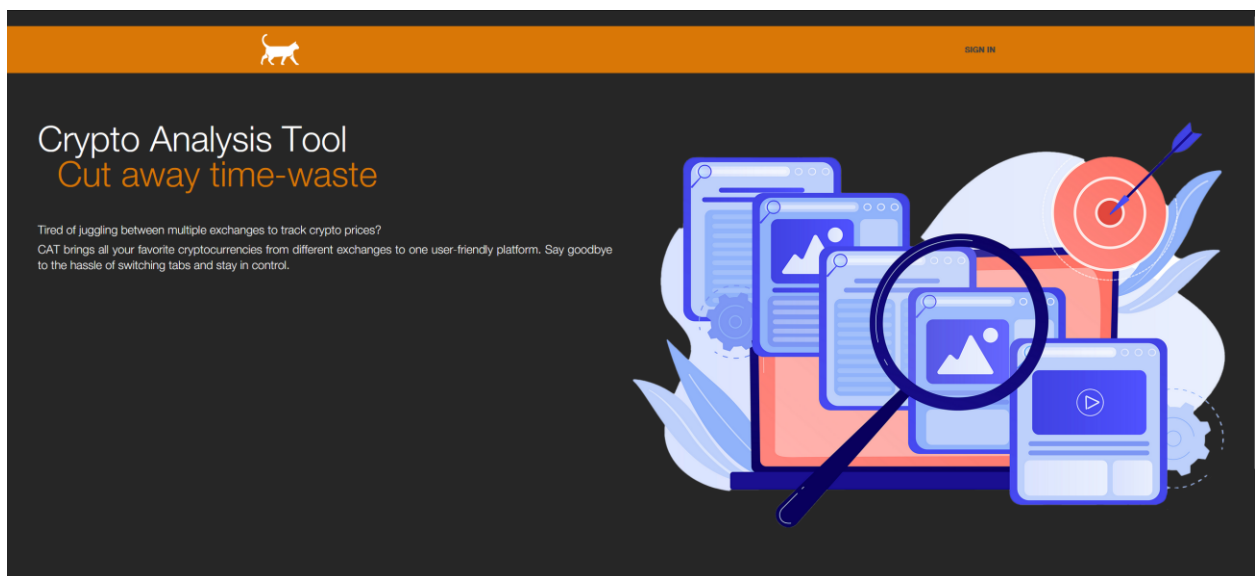 SIGN IN
Crypto Analysis Tool
Cut away time-waste
Tired of juggling between multiple exchanges to track crypto prices?
CAT brings all your favorite cryptocurrencies from different exchanges to one user-friendly platform. Say goodbye
to the hassle of switching tabs and stay in control.